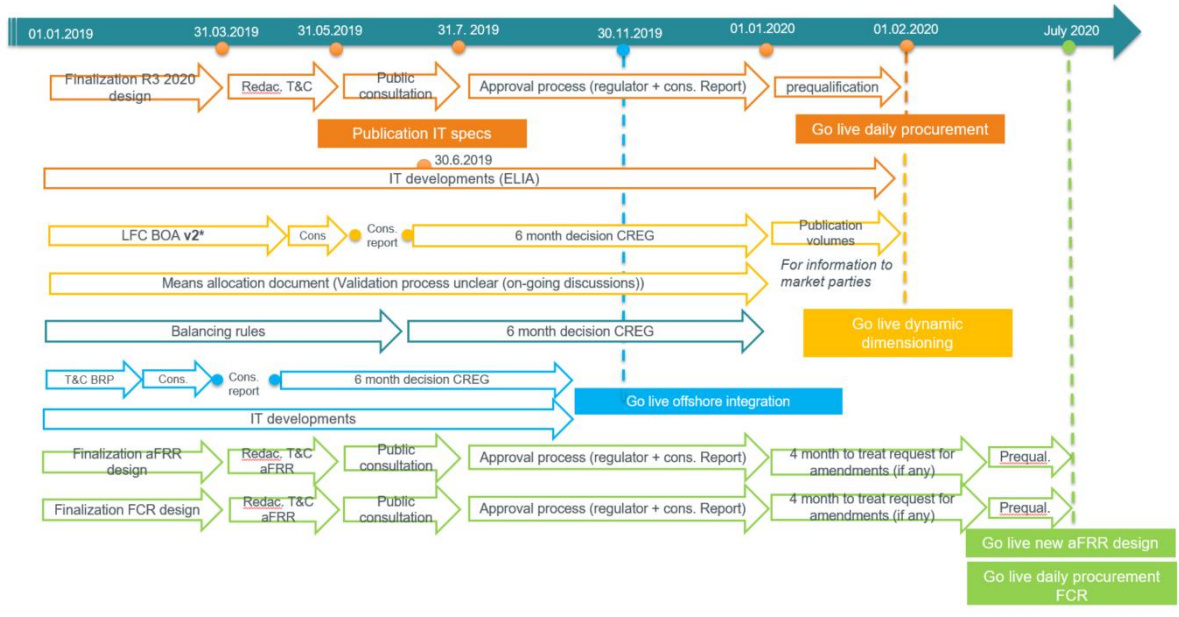 01.01.2019 31.03.2019 31.05.2019 31.7. 2019 30.11.2019 01.01.2020 01.02.2020 July 2020
Finalization R3 2020
design
Redac. T&C
Public
consultation
Approval process (regulator + cons. Report)
prequalification
Publication IT specs
Go live daily procurement
30.6.2019
IT developments (ELIA)
LFC BOA v2*
Cons
Cons.
report
6 month decision CREG
Publication
volumes
For information to
market parties
Means allocation document (Validation process unclear (on-going discussions))
Balancing rules
6 month decision CREG
Go live dynamic
dimensioning
T&C BRP
Cons.
Cons.
report
6 month decision CREG
Go live offshore integration
IT developments
Finalization aFRR
design
Redac. T&C
aFRR
Public
consultation
Approval process (regulator + cons. Report)
4 month to treat request for
amendments (if any)
Prequal.
Finalization FCR design
Redac. T&C
aFRR
Public
consultation
Approval process (regulator + cons. Report)
4 month to treat request for
amendments (if any)
Prequal.
Go live new aFRR design
Go live daily procurement
FCR